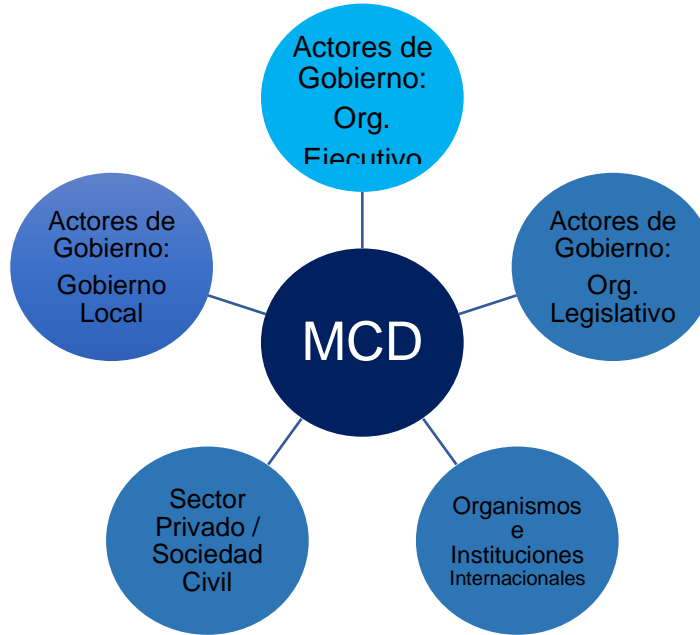 Actores de
Gobierno:
Org.
Ejecutivo
Actores de
Gobierno:
Gobierno
Local
Actores de
Gobierno:
Org.
Legislativo
MCD
Sector
Privado /
Sociedad
Civil
Organismos
e
Instituciones
Internacionales